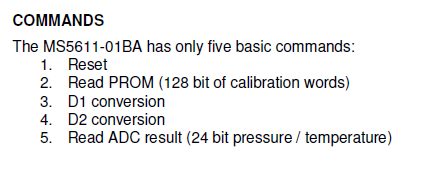 COMMANDS
The MS5611-01BA has only five basic commands:
1. Reset
2. Read PROM (128 bit of calibration words)
3. D1 conversion
4. D2 conversion
5. Read ADC result (24 bit pressure / temperature)